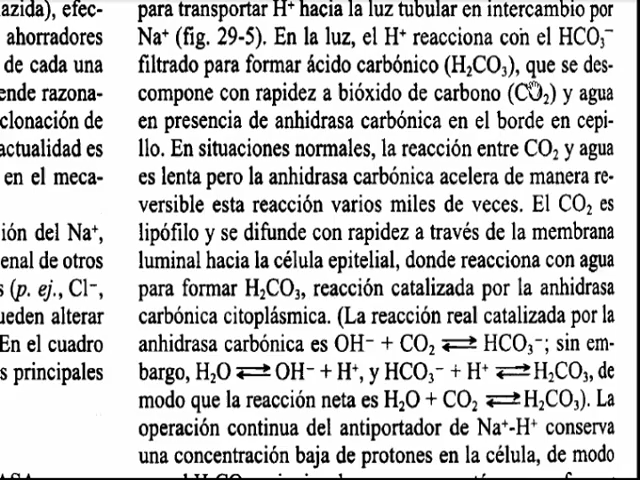 azida), efec-
ahorradores
de cada una
ende razona-
clonación de
actualidad es
en el meca-
ión del Na⁺,
enal de otros
s (p. ej., Cl⁻,
ueden alterar
En el cuadro
s principales
para transportar H⁺ hacia la luz tubular en intercambio por
Na⁺ (fig. 29-5). En la luz, el H⁺ reacciona con el HCO₃⁻
filtrado para formar ácido carbónico (H₂CO₃), que se des-
compone con rapidez a bióxido de carbono (CO₂) y agua
en presencia de anhidrasa carbónica en el borde en cepi-
llo. En situaciones normales, la reacción entre CO₂ y agua
es lenta pero la anhidrasa carbónica acelera de manera re-
versible esta reacción varios miles de veces. El CO₂ es
lipófilo y se difunde con rapidez a través de la membrana
luminal hacia la célula epitelial, donde reacciona con agua
para formar H₂CO₃, reacción catalizada por la anhidrasa
carbónica citoplásmica. (La reacción real catalizada por la
anhidrasa carbónica es OH⁻ + CO₂ ⇌ HCO₃⁻; sin em-
bargo, H₂O ⇌ OH⁻ + H⁺, y HCO₃⁻ + H⁺ ⇌ H₂CO₃, de
modo que la reacción neta es H₂O + CO₂ ⇌ H₂CO₃). La
operación continua del antiportador de Na⁺-H⁺ conserva
una concentración baja de protones en la célula, de modo